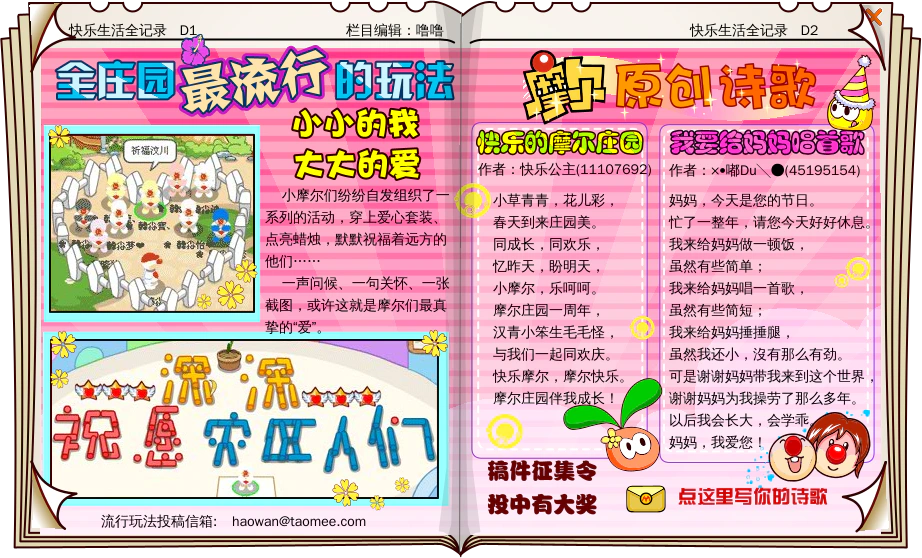 快乐生活全记录 D1
栏目编辑：噜噜
全庄园最流行的玩法
小小的我
大大的爱
祈福汶川
小摩尔们纷纷自发组织了一
系列的活动，穿上爱心套装、
点亮蜡烛，默默祝福着远方的
他们……
一声问候、一句关怀、一张
截图，或许这就是摩尔们最真
挚的“爱”。
深深
祝愿灾区人们
流行玩法投稿信箱: haowan@taomee.com
快乐生活全记录 D2
摩尔原创诗歌
快乐的摩尔庄园
作者：快乐公主(11107692)
小草青青，花儿彩，
春天到来庄园美。
同成长，同欢乐，
忆昨天，盼明天，
小摩尔，乐呵呵。
摩尔庄园一周年，
汉青小笨生毛毛怪，
与我们一起同欢庆。
快乐摩尔，摩尔快乐。
摩尔庄园伴我成长！
我要给妈妈唱首歌
作者：×•嘟Du╲●(45195154)
妈妈，今天是您的节日。
忙了一整年，请您今天好好休息。
我来给妈妈做一顿饭，
虽然有些简单；
我来给妈妈唱一首歌，
虽然有些简短；
我来给妈妈捶捶腿，
虽然我还小，沒有那么有劲。
可是谢谢妈妈带我来到这个世界，
谢谢妈妈为我操劳了那么多年。
以后我会长大，会学乖
妈妈，我爱您！
稿件征集令
投中有大奖
点这里写你的诗歌